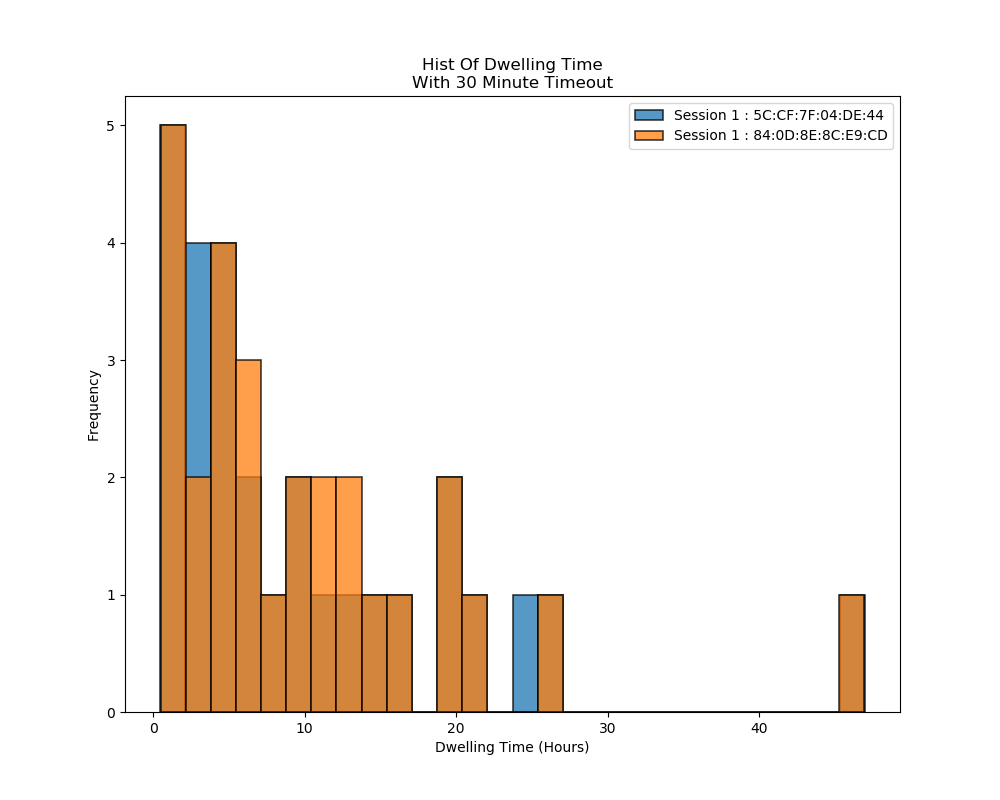 Hist Of Dwelling Time
With 30 Minute Timeout
Session 1 : 5C:CF:7F:04:DE:44
Session 1 : 84:0D:8E:8C:E9:CD
5
4
3
2
1
0
Frequency
0 10 20 30 40
Dwelling Time (Hours)